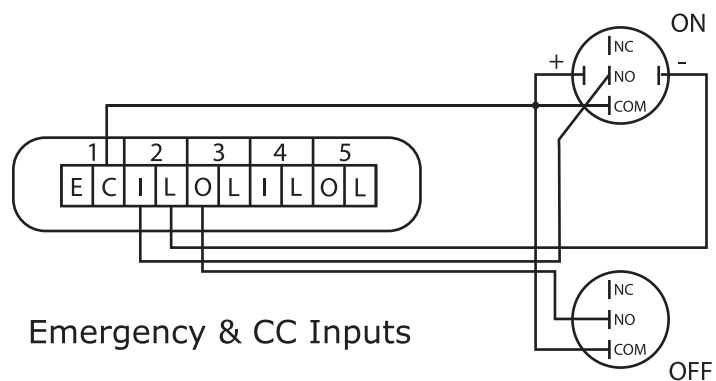 ON
NC
+ NO -
COM
1 2 3 4 5
E C I L O L I L O L
NC
NO
COM
Emergency & CC Inputs
OFF